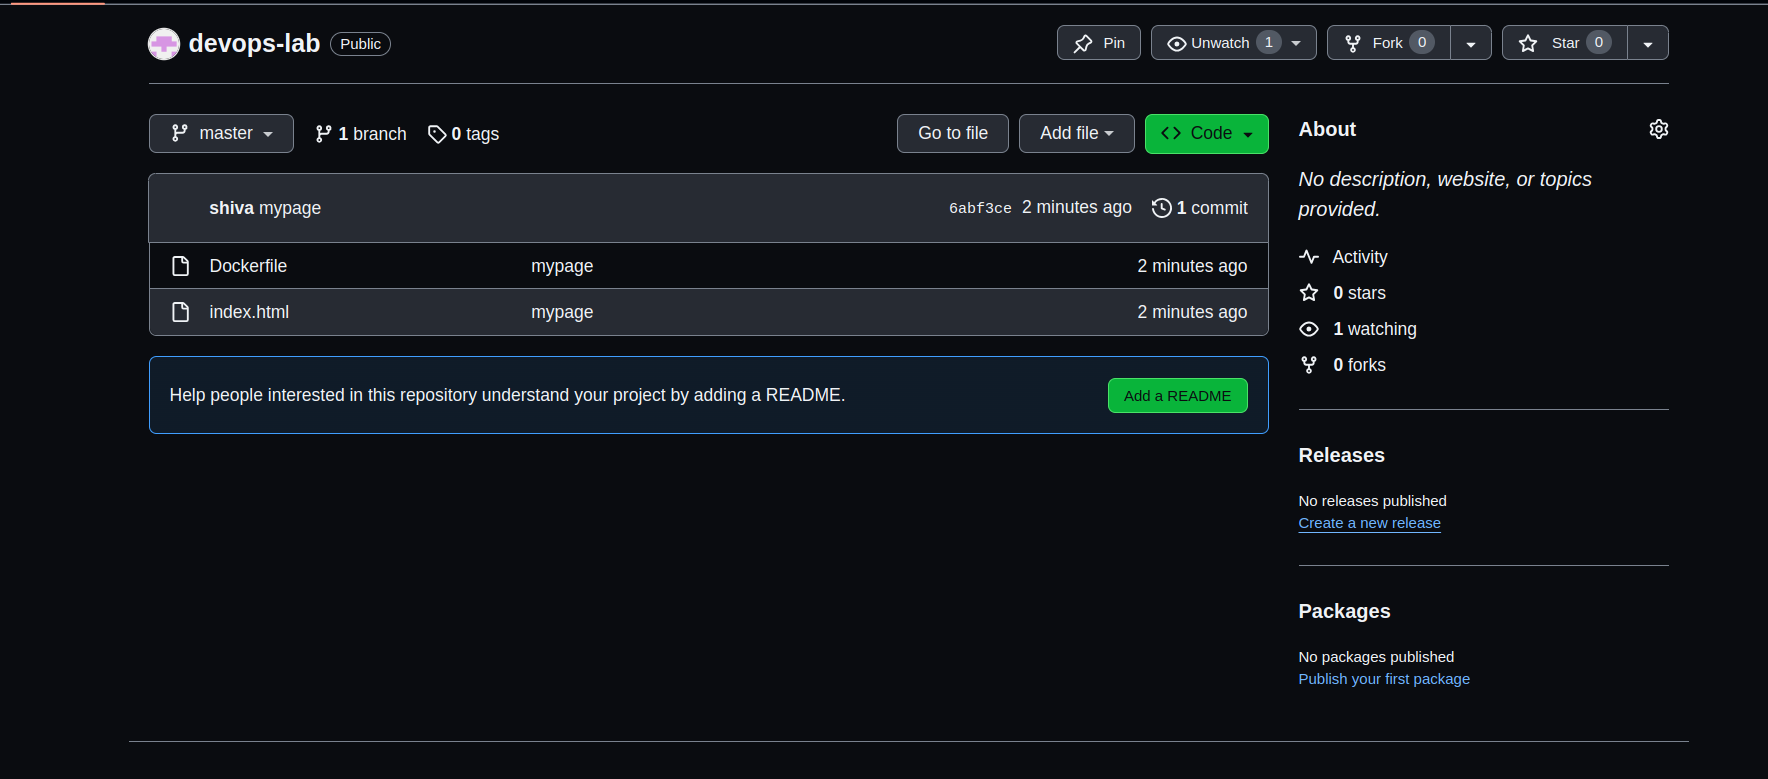 devops-lab Public Pin Unwatch 1 Fork 0 Star 0
master 1 branch 0 tags Go to file Add file Code
shiva mypage 6abf3ce 2 minutes ago 1 commit
Dockerfile mypage 2 minutes ago
index.html mypage 2 minutes ago
Help people interested in this repository understand your project by adding a README. Add a README
About
No description, website, or topics
provided.
Activity
0 stars
1 watching
0 forks
Releases
No releases published
Create a new release
Packages
No packages published
Publish your first package